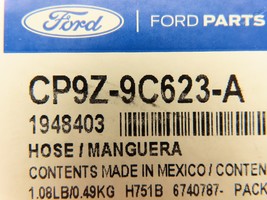 Ford
FORD PARTS
CP9Z-9C623-A
1948403
HOSE / MANGUERA
CONTENTS MADE IN MEXICO / CONTEN
1.08LB/0.49KG H751B 6740787- PACK